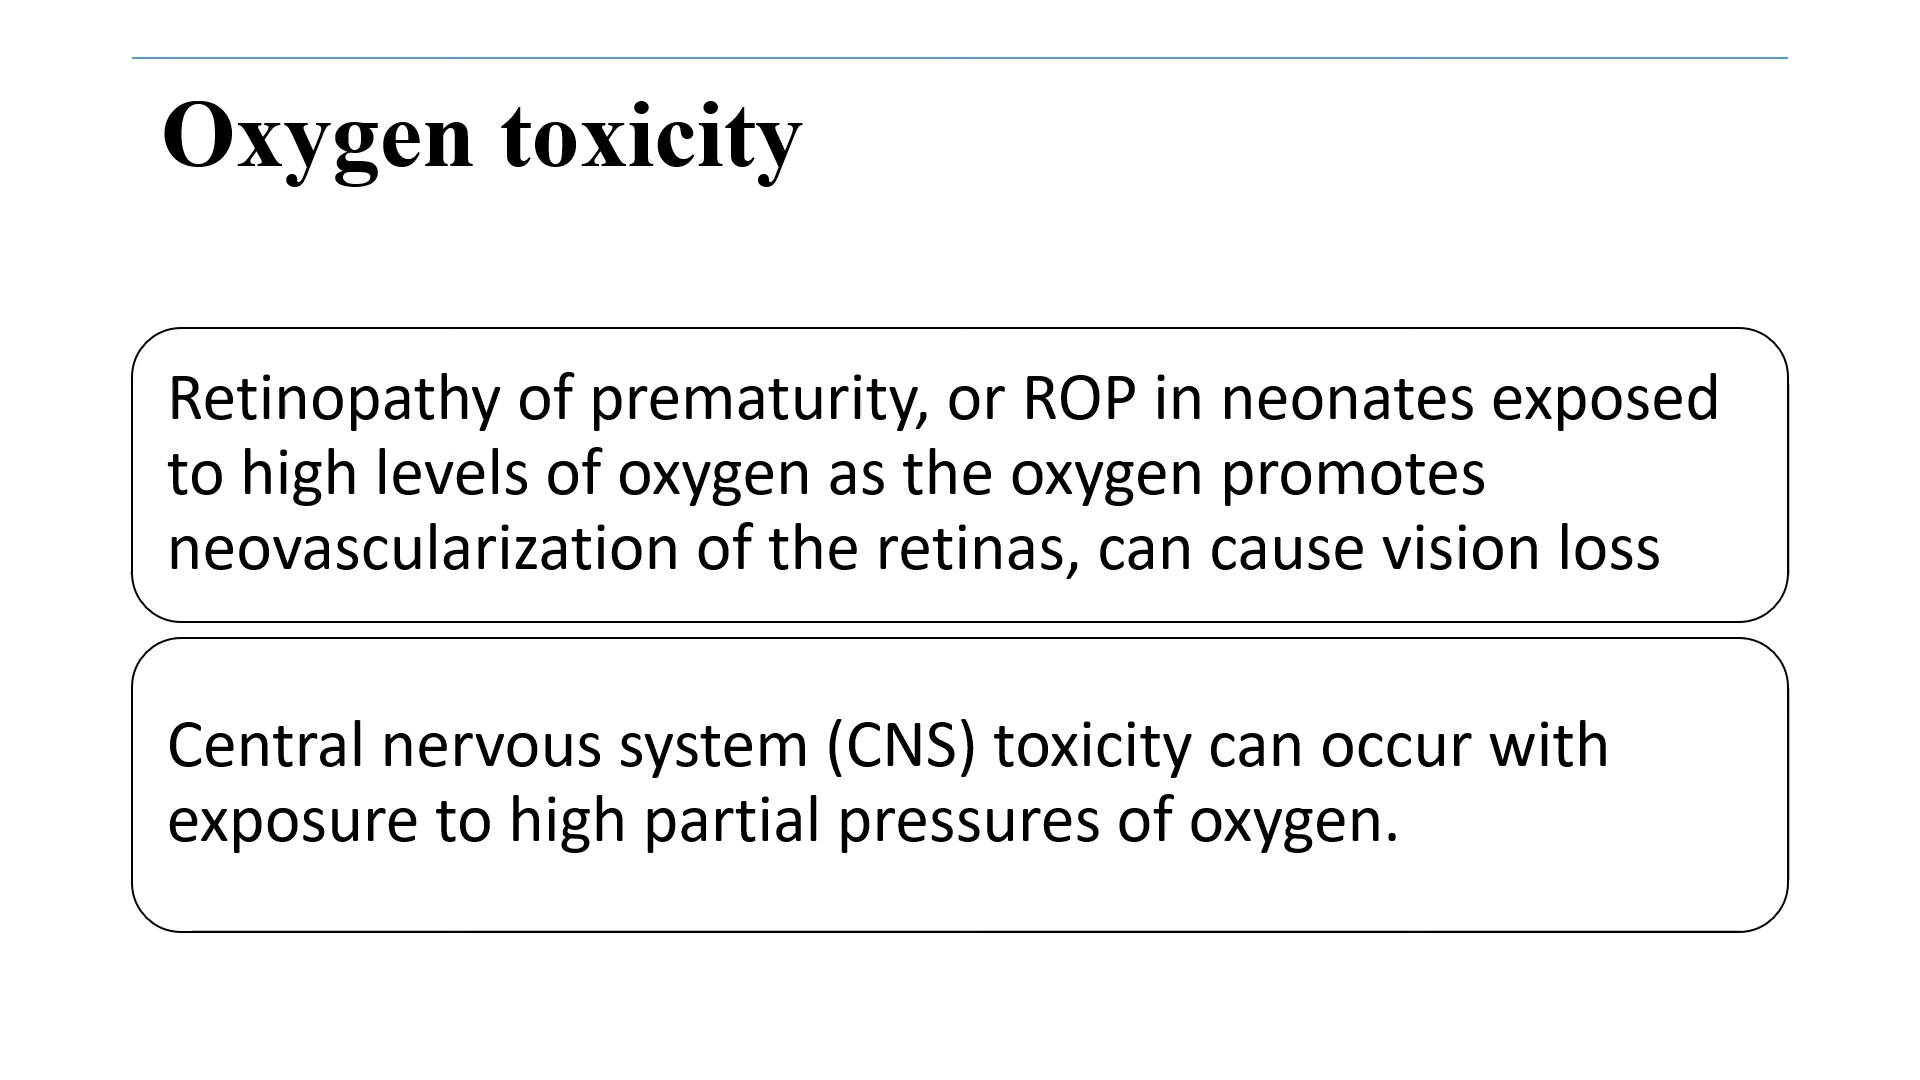 Oxygen toxicity
Retinopathy of prematurity, or ROP in neonates exposed
to high levels of oxygen as the oxygen promotes
neovascularization of the retinas, can cause vision loss
Central nervous system (CNS) toxicity can occur with
exposure to high partial pressures of oxygen.